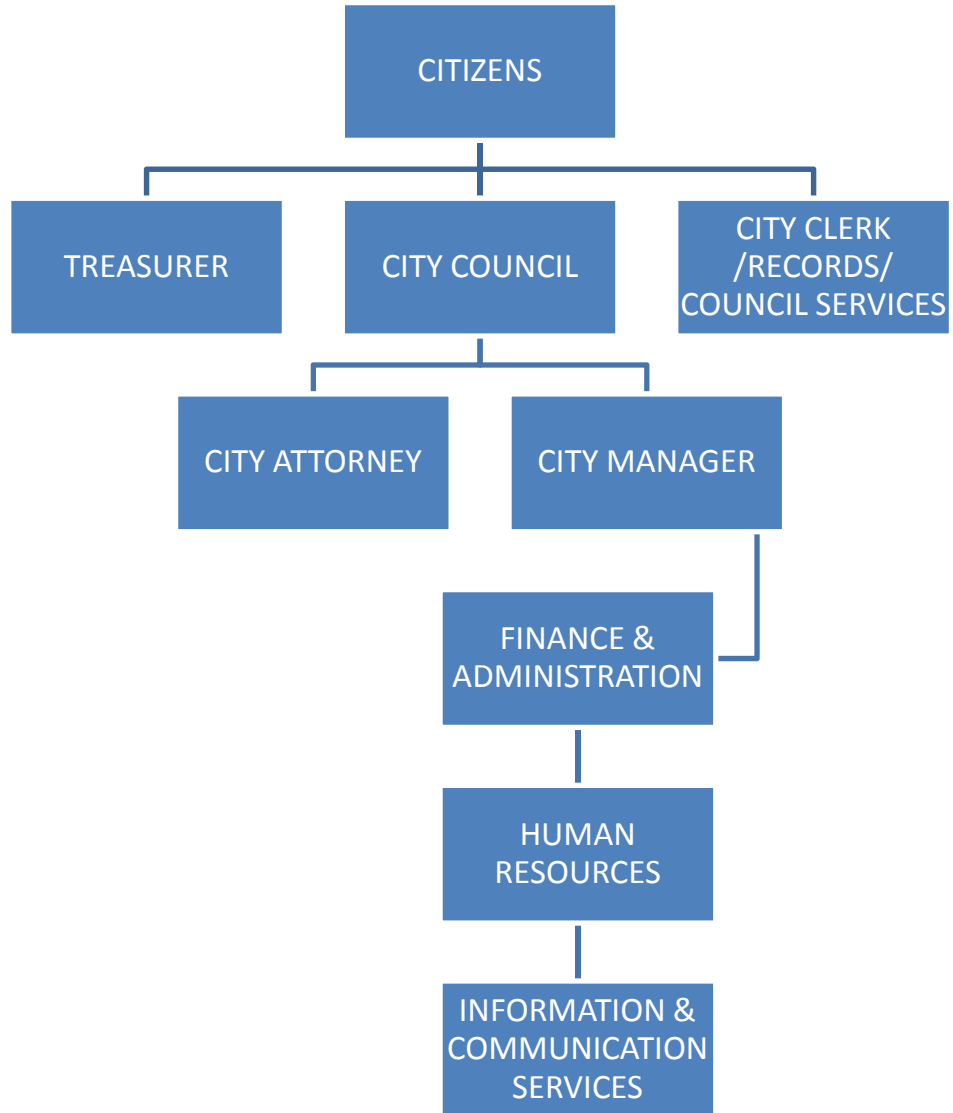 CITIZENS
TREASURER
CITY COUNCIL
CITY CLERK
/RECORDS/
COUNCIL SERVICES
CITY ATTORNEY
CITY MANAGER
FINANCE &
ADMINISTRATION
HUMAN
RESOURCES
INFORMATION &
COMMUNICATION
SERVICES